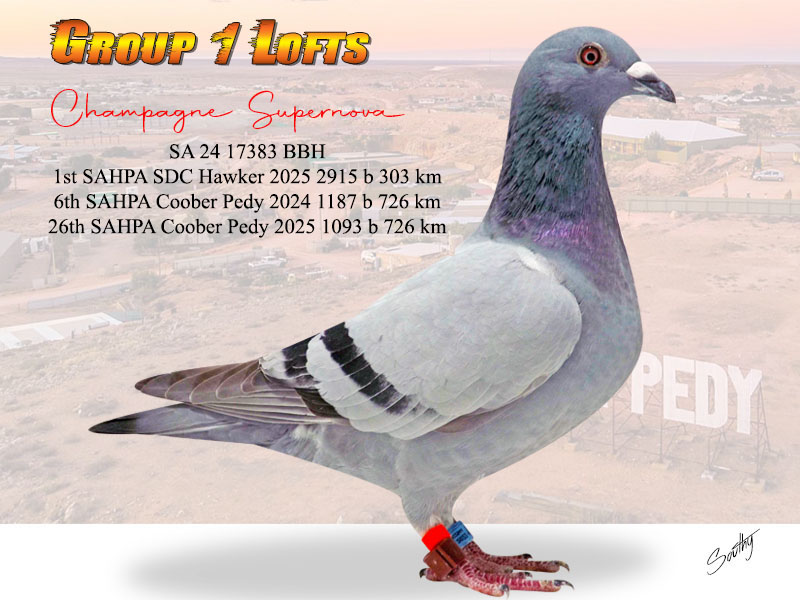 Group 1 Lofts
Champagne Supernova
SA 24 17383 BBH
1st SAHPA SDC Hawker 2025 2915 b 303 km
6th SAHPA Coober Pedy 2024 1187 b 726 km
26th SAHPA Coober Pedy 2025 1093 b 726 km
PEDY
Southy